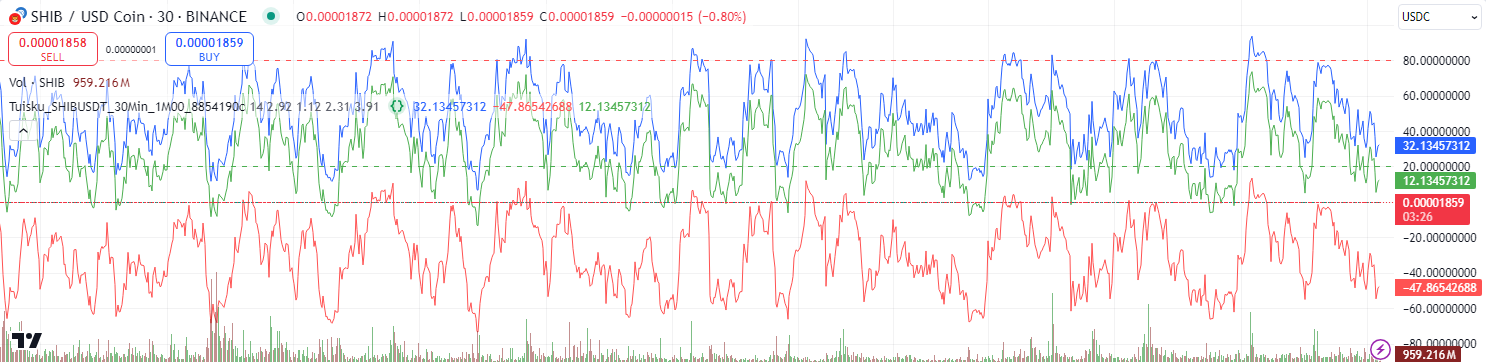 SHIB / USD Coin · 30 · BINANCE O0.00001872 H0.00001872 L0.00001859 C0.00001859 −0.00000015 (−0.80%)
USDC
0.00001858
SELL
0.00000001
0.00001859
BUY
Vol · SHIB 959.216M
Tuisku_SHIBUSDT_30Min_1M00_8854190c 14 2.92 1.12 2.31 3.91 {} 32.13457312 −47.86542688 12.13457312
80.00000000
60.00000000
40.00000000
32.13457312
20.00000000
12.13457312
0.00001859
03:26
−20.00000000
−40.00000000
−47.86542688
−60.00000000
−80.00000000
959.216M